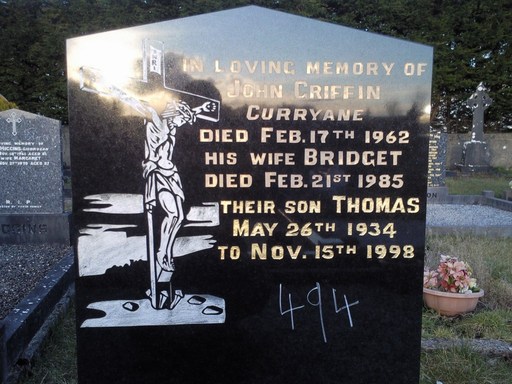 IN LOVING MEMORY OF
JOHN GRIFFIN
CURRYANE
DIED FEB. 17TH 1962
HIS WIFE BRIDGET
DIED FEB. 21ST 1985
THEIR SON THOMAS
MAY 26TH 1934
TO NOV. 15TH 1998
494
MARGARET
R.I.P